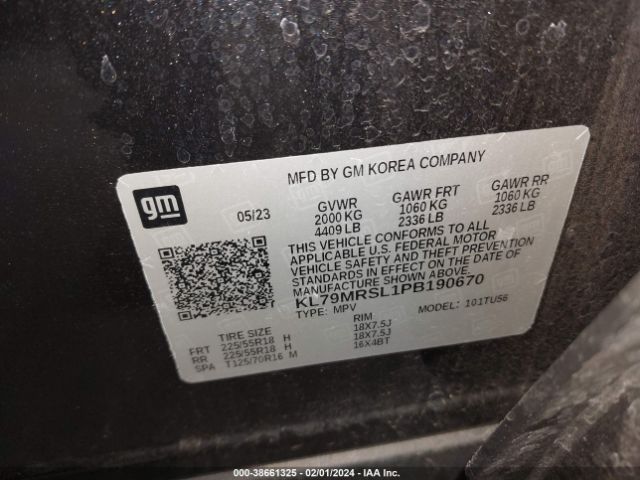 MFD BY GM KOREA COMPANY
gm
05/23
GVWR GAWR FRT GAWR RR
2000 KG 1060 KG 1060 KG
4409 LB 2336 LB 2336 LB
THIS VEHICLE CONFORMS TO ALL
APPLICABLE U.S. FEDERAL MOTOR
VEHICLE SAFETY AND THEFT PREVENTION
STANDARDS IN EFFECT ON THE DATE OF
MANUFACTURE SHOWN ABOVE.
KL79MRSL1PB190670
TYPE: MPV MODEL: 101TU56
TIRE SIZE RIM
FRT 225/55R18 H 18X7.5J
RR 225/55R18 H 18X7.5J
SPA T125/70R16 M 16X4BT
000-38661325 | 02/01/2024 | IAA Inc.